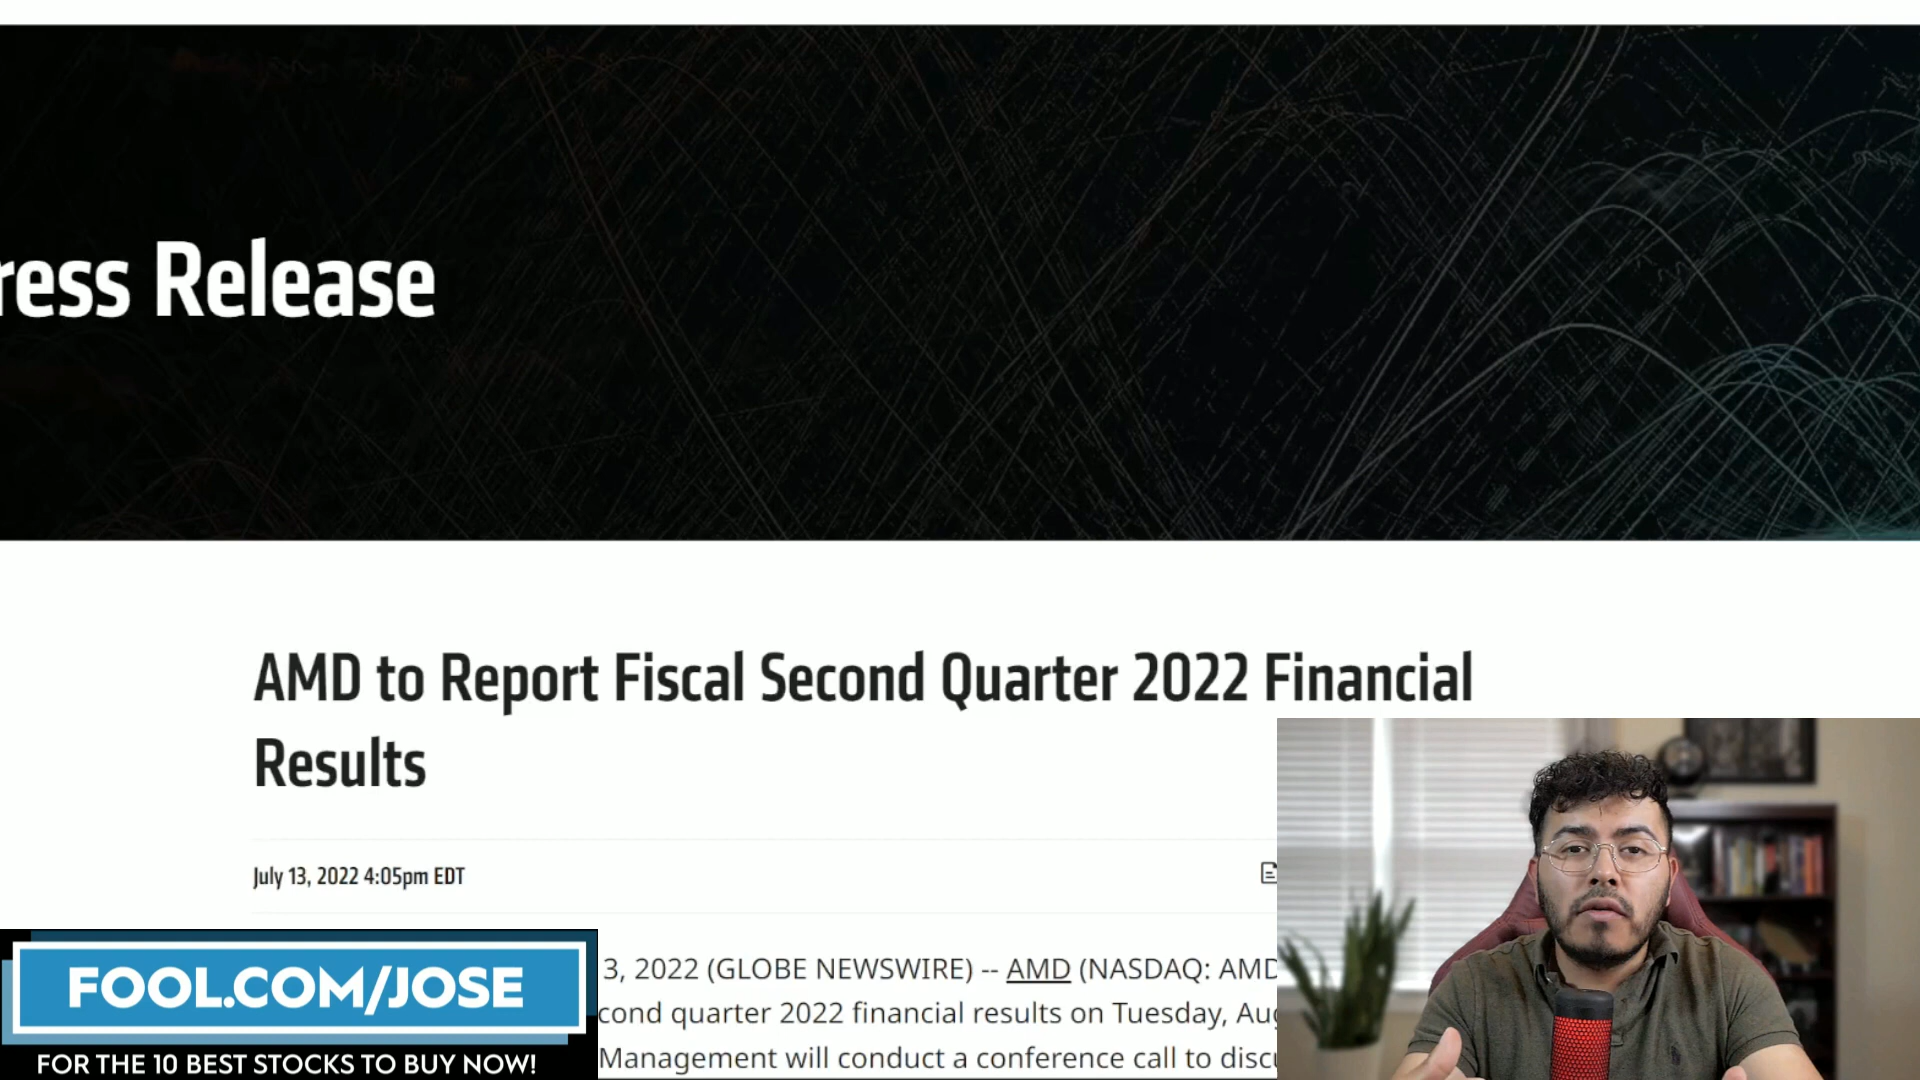 ress Release
AMD to Report Fiscal Second Quarter 2022 Financial
Results
July 13, 2022 4:05pm EDT
3, 2022 (GLOBE NEWSWIRE) -- AMD (NASDAQ: AMD
cond quarter 2022 financial results on Tuesday, Aug
Management will conduct a conference call to discu
FOOL.COM/JOSE
FOR THE 10 BEST STOCKS TO BUY NOW!